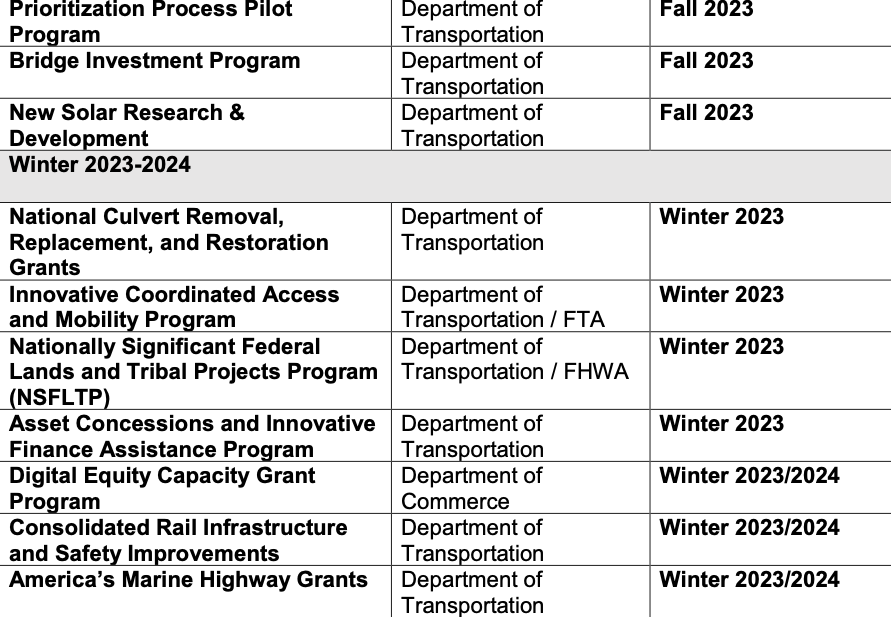 Prioritization Process Pilot
Program
Department of
Transportation
Fall 2023
Bridge Investment Program
Department of
Transportation
Fall 2023
New Solar Research &
Development
Department of
Transportation
Fall 2023
Winter 2023-2024
National Culvert Removal,
Replacement, and Restoration
Grants
Department of
Transportation
Winter 2023
Innovative Coordinated Access
and Mobility Program
Department of
Transportation / FTA
Winter 2023
Nationally Significant Federal
Lands and Tribal Projects Program
(NSFLTP)
Department of
Transportation / FHWA
Winter 2023
Asset Concessions and Innovative
Finance Assistance Program
Department of
Transportation
Winter 2023
Digital Equity Capacity Grant
Program
Department of
Commerce
Winter 2023/2024
Consolidated Rail Infrastructure
and Safety Improvements
Department of
Transportation
Winter 2023/2024
America’s Marine Highway Grants
Department of
Transportation
Winter 2023/2024